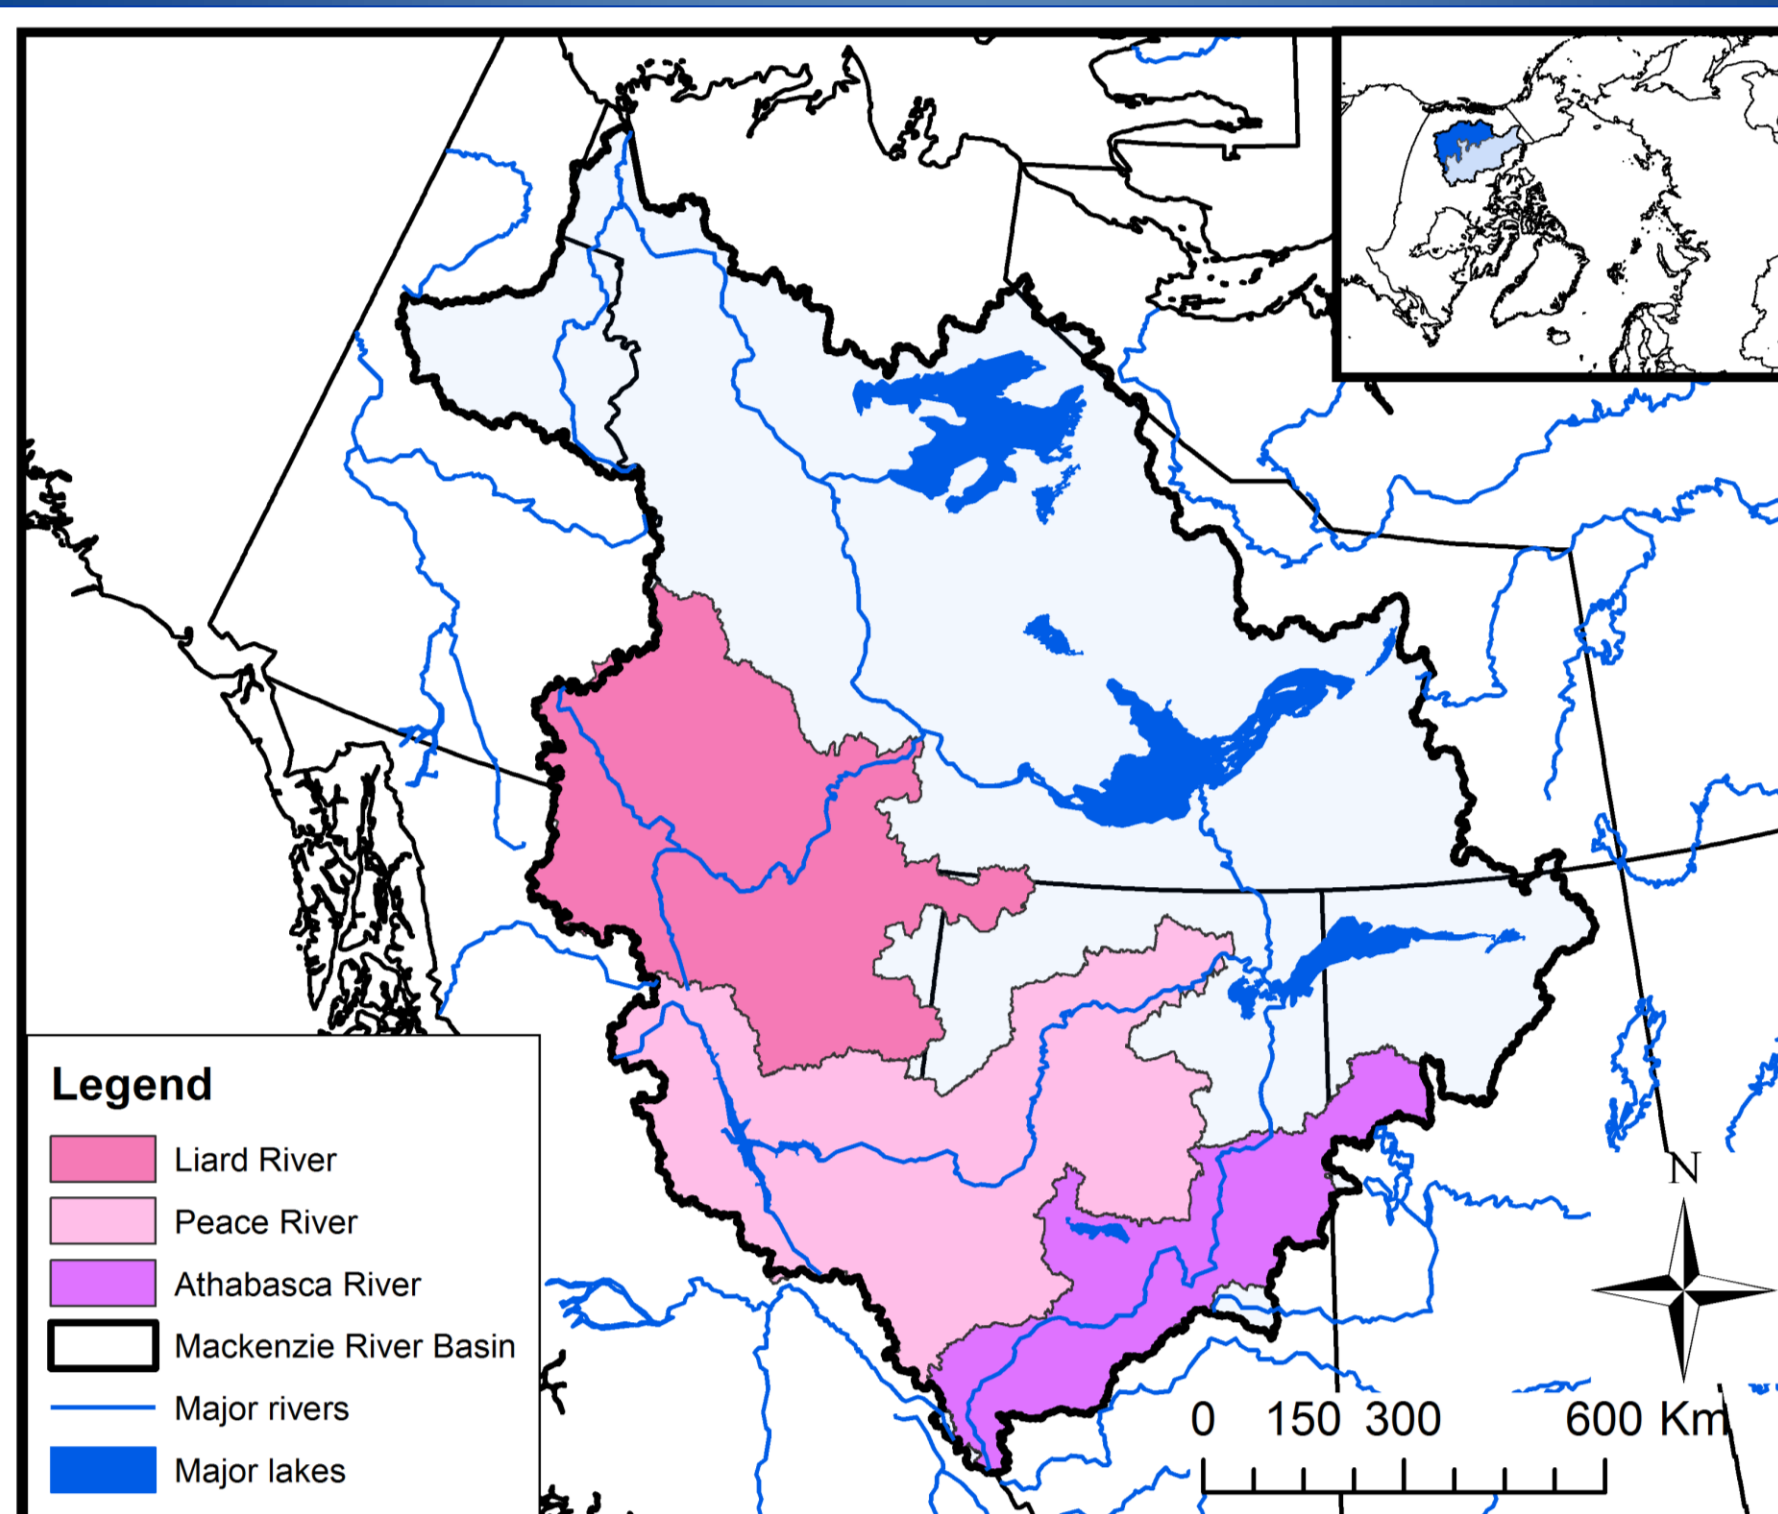 Legend
Liard River
Peace River
Athabasca River
Mackenzie River Basin
Major rivers
Major lakes
N
0 150 300 600 Km